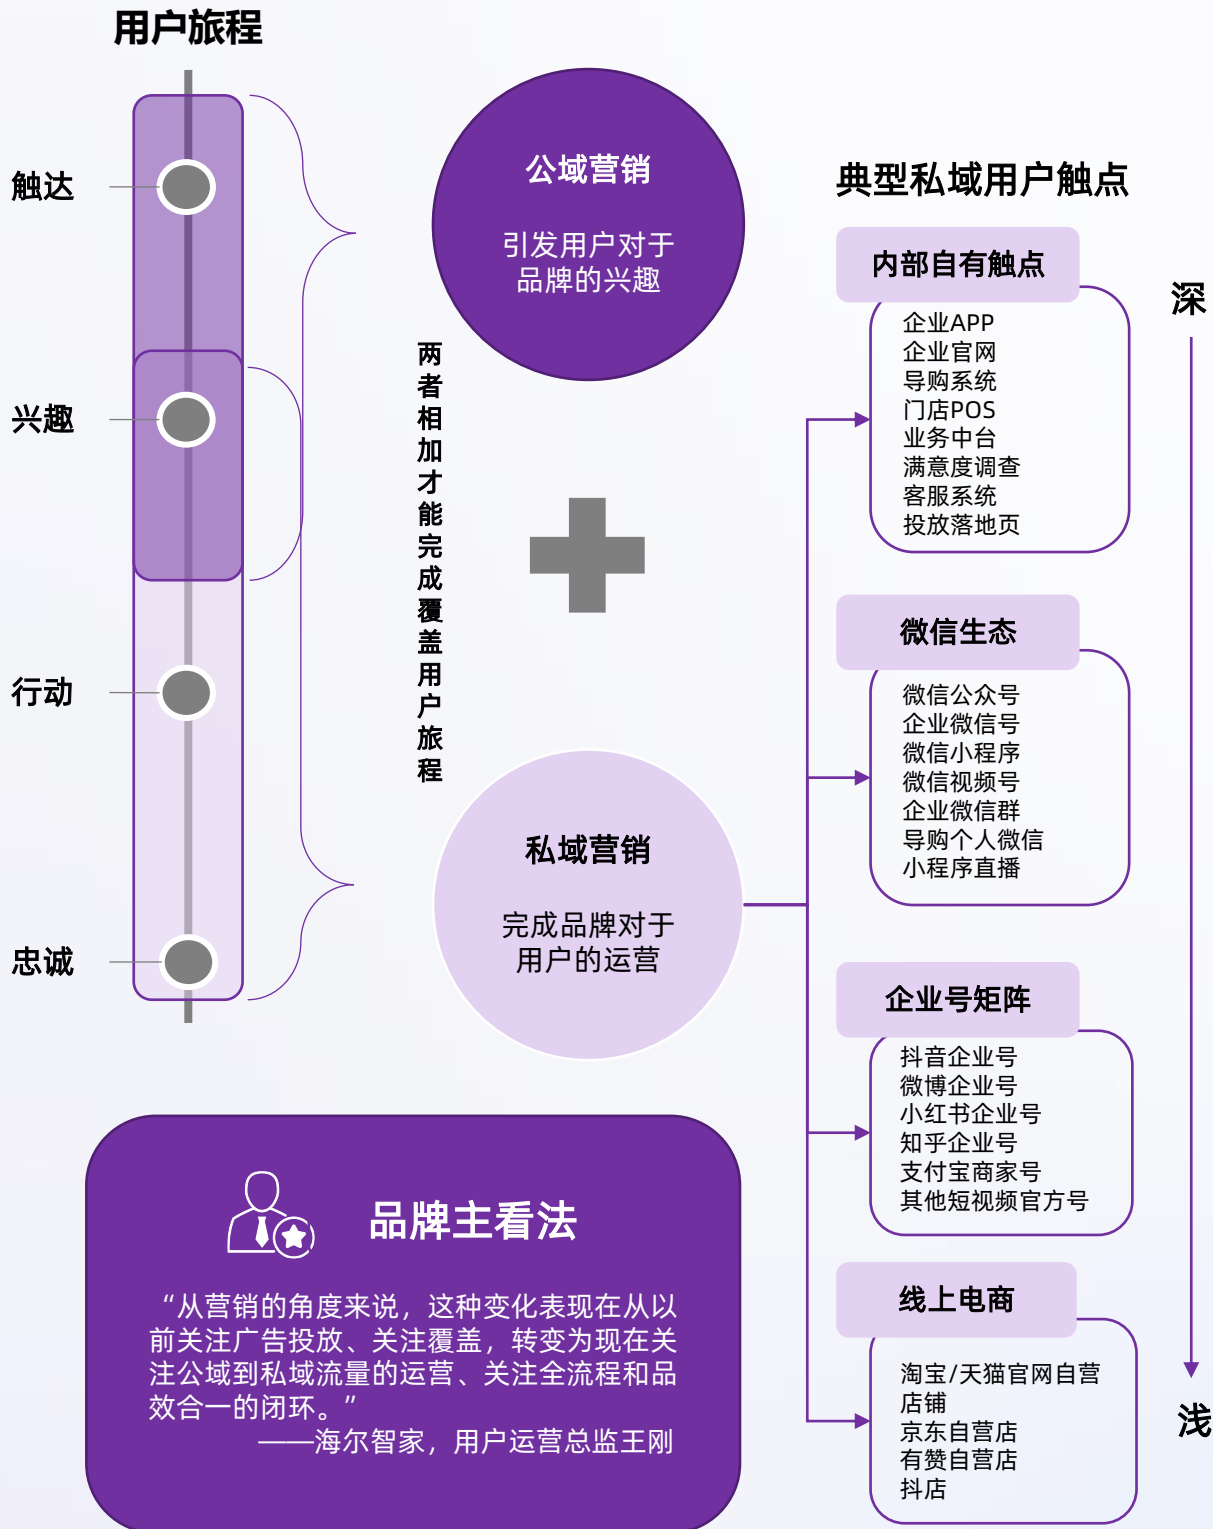 用户旅程
触达
兴趣
行动
忠诚
公域营销
引发用户对于
品牌的兴趣
两
者
相
加
才
能
完
成
覆
盖
用
户
旅
程
私域营销
完成品牌对于
用户的运营
典型私域用户触点
深
内部自有触点
企业APP
企业官网
导购系统
门店POS
业务中台
满意度调查
客服系统
投放落地页
微信生态
微信公众号
企业微信号
微信小程序
微信视频号
企业微信群
导购个人微信
小程序直播
企业号矩阵
抖音企业号
微博企业号
小红书企业号
知乎企业号
支付宝商家号
其他短视频官方号
线上电商
淘宝/天猫官网自营
店铺
京东自营店
有赞自营店
抖店
浅
品牌主看法
“从营销的角度来说，这种变化表现在从以
前关注广告投放、关注覆盖，转变为现在关
注公域到私域流量的运营、关注全流程和品
效合一的闭环。”
——海尔智家，用户运营总监王刚